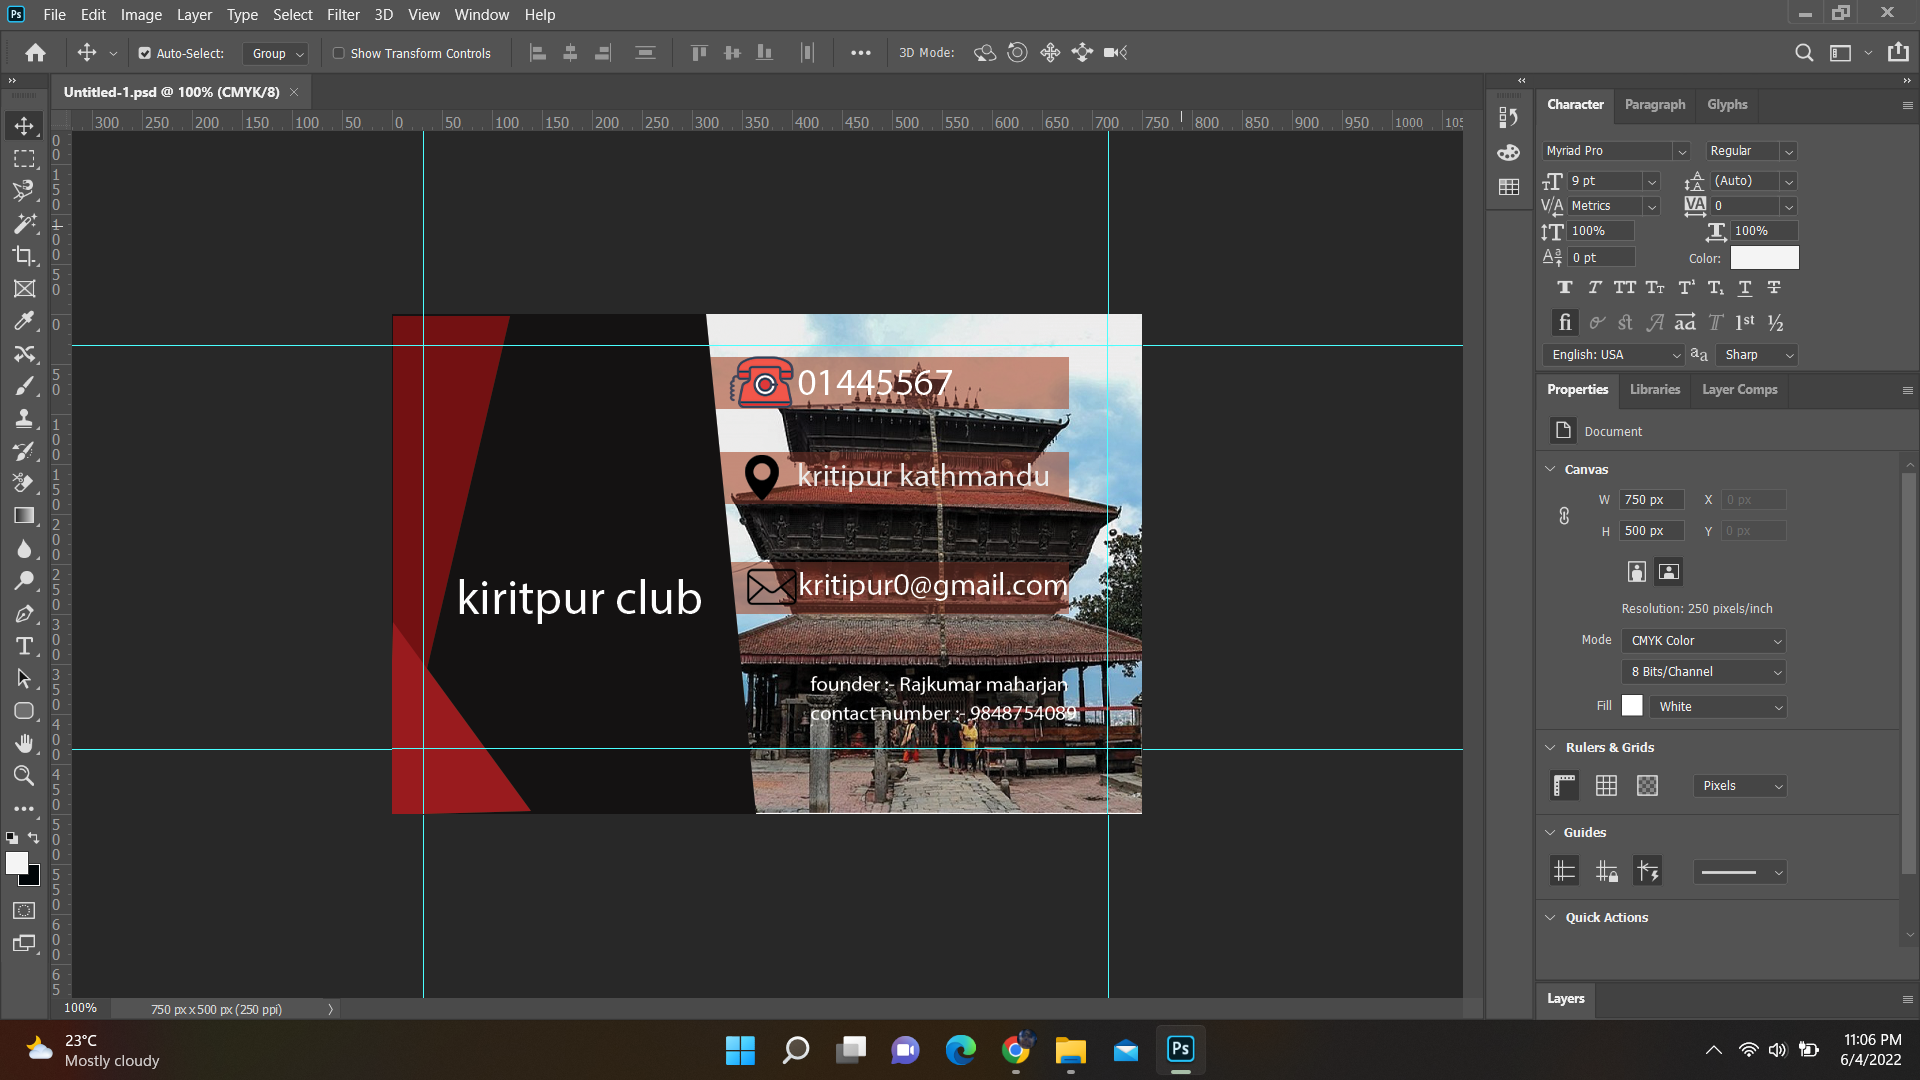 Ps File Edit Image Layer Type Select Filter 3D View Window Help
Auto-Select: Group Show Transform Controls 3D Mode:
Untitled-1.psd @ 100% (CMYK/8)
300 250 200 150 100 50 0 50 100 150 200 250 300 350 400 450 500 550 600 650 700 750 800 850 900 950 1000
Character Paragraph Glyphs
Myriad Pro Regular
9 pt (Auto)
Metrics 0
100% 100%
0 pt Color:
English: USA Sharp
Properties Libraries Layer Comps
Document
Canvas
W 750 px X 0 px
H 500 px Y 0 px
Resolution: 250 pixels/inch
Mode CMYK Color
8 Bits/Channel
Fill White
Rulers & Grids
Pixels
Guides
Quick Actions
Layers
01445567
kritipur kathmandu
kritipur0@gmail.com
kiritpur club
founder :- Rajkumar maharjan
contact number :- 9848754089
100% 750 px x 500 px (250 ppi)
23°C
Mostly cloudy
Ps
11:06 PM
6/4/2022